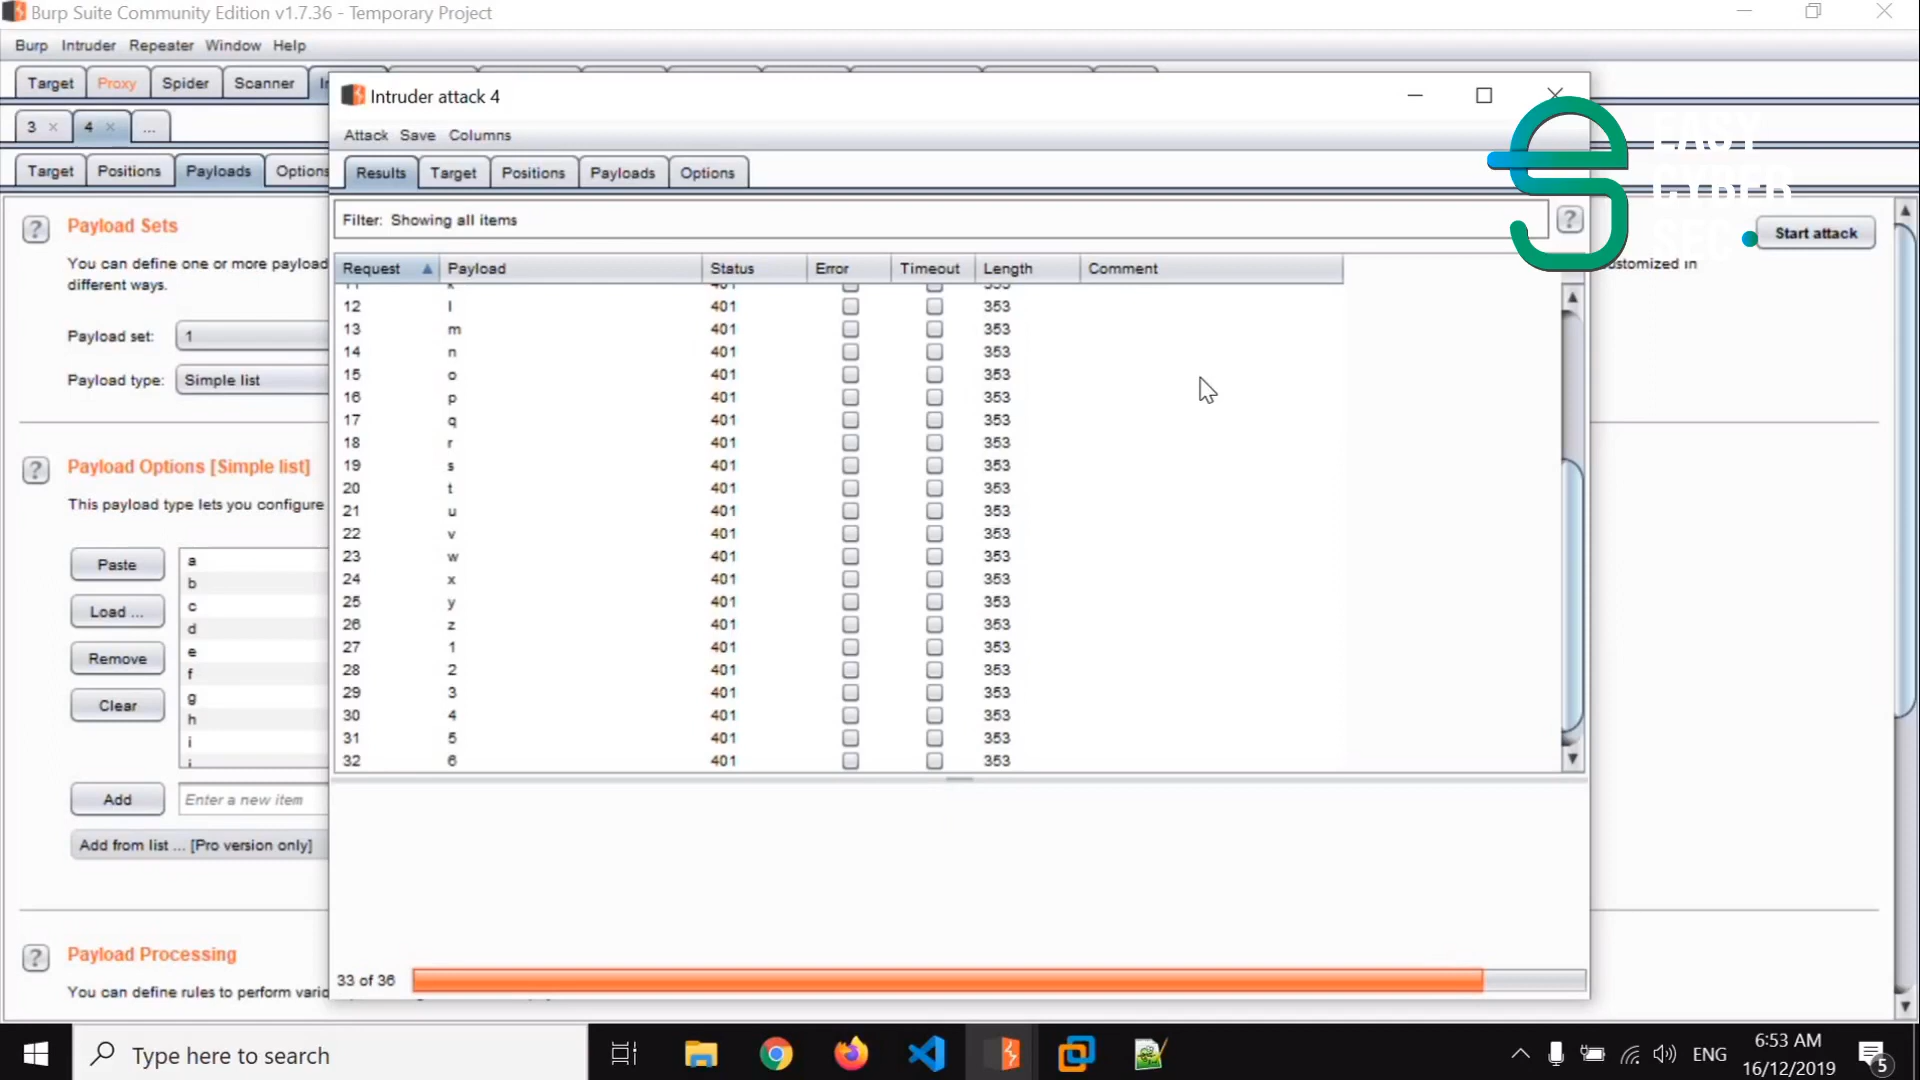 Burp Suite Community Edition v1.7.36 - Temporary Project
Burp Intruder Repeater Window Help
Target Proxy Spider Scanner
Intruder attack 4
3 4 ...
Attack Save Columns
Target Positions Payloads Options
Results Target Positions Payloads Options
Filter: Showing all items
EASY
CYBER
SEC
Start attack
Payload Sets
You can define one or more payload
customized in
different ways.
Payload set: 1
Payload type: Simple list
Request Payload Status Error Timeout Length Comment
11 k 401 353
12 l 401 353
13 m 401 353
14 n 401 353
15 o 401 353
16 p 401 353
17 q 401 353
18 r 401 353
19 s 401 353
20 t 401 353
21 u 401 353
22 v 401 353
23 w 401 353
24 x 401 353
25 y 401 353
26 z 401 353
27 1 401 353
28 2 401 353
29 3 401 353
30 4 401 353
31 5 401 353
32 6 401 353
Payload Options [Simple list]
This payload type lets you configure
Paste
Load ...
Remove
Clear
a
b
c
d
e
f
g
h
i
Add
Enter a new item
Add from list ... [Pro version only]
Payload Processing
You can define rules to perform vario
33 of 36
Type here to search
ENG
6:53 AM
16/12/2019
5